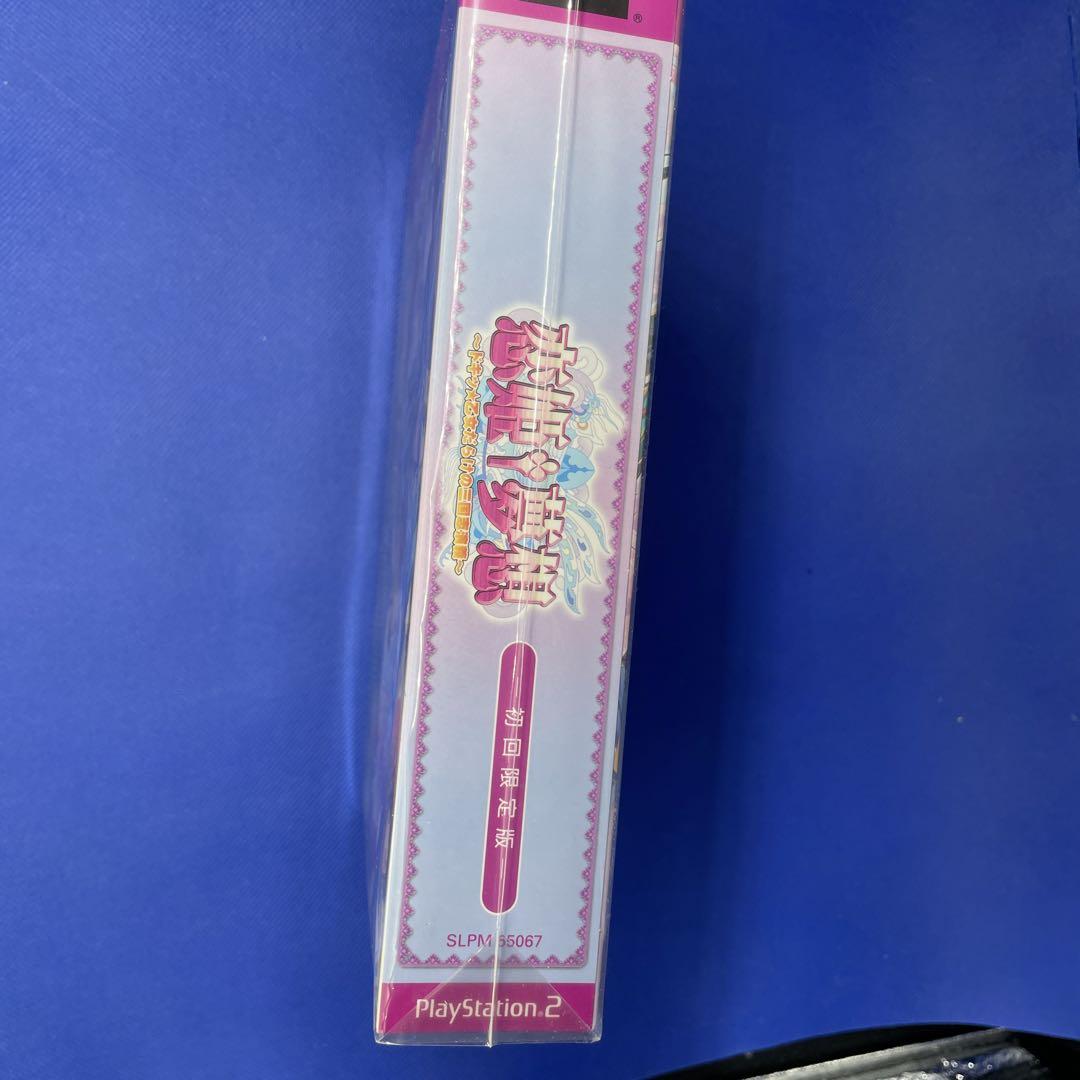 ®
恋姫†夢想
～ドキッ★乙女だらけの三国志演義～
初回限定版
SLPM 55067
PlayStation®2